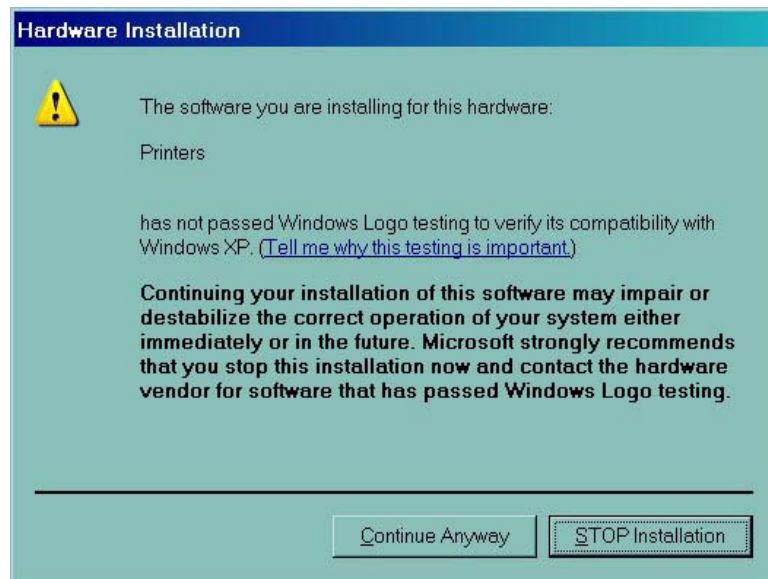 Hardware Installation
The software you are installing for this hardware:
Printers
has not passed Windows Logo testing to verify its compatibility with
Windows XP. (Tell me why this testing is important.)
Continuing your installation of this software may impair or
destabilize the correct operation of your system either
immediately or in the future. Microsoft strongly recommends
that you stop this installation now and contact the hardware
vendor for software that has passed Windows Logo testing.
Continue Anyway
STOP Installation